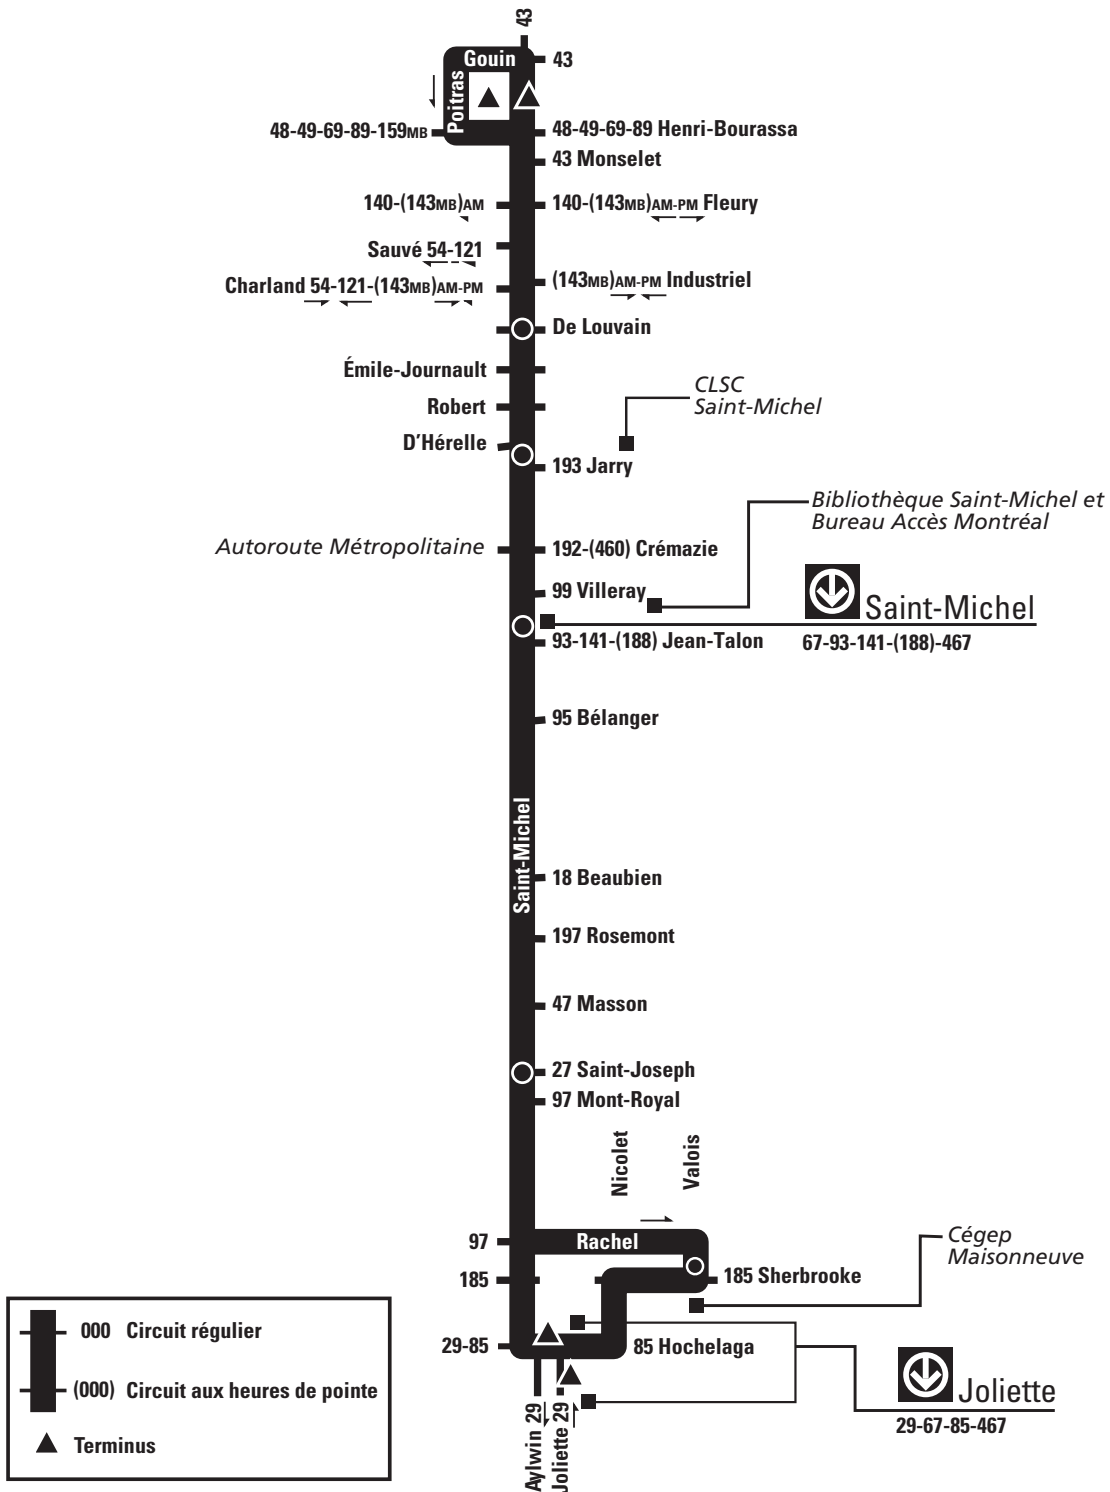 43
Gouin
43
Poitras
48-49-69-89-159MB
48-49-69-89 Henri-Bourassa
43 Monselet
140-(143MB)AM
140-(143MB)AM-PM Fleury
Sauvé 54-121
Charland 54-121-(143MB)AM-PM
(143MB)AM-PM Industriel
De Louvain
Émile-Journault
CLSC
Saint-Michel
Robert
D'Hérelle
193 Jarry
Bibliothèque Saint-Michel et
Bureau Accès Montréal
Autoroute Métropolitaine
192-(460) Crémazie
99 Villeray
Saint-Michel
93-141-(188) Jean-Talon
67-93-141-(188)-467
95 Bélanger
Saint-Michel
18 Beaubien
197 Rosemont
47 Masson
27 Saint-Joseph
97 Mont-Royal
Nicolet
Valois
97
Rachel
Cégep
Maisonneuve
185
185 Sherbrooke
29-85
85 Hochelaga
Joliette
29-67-85-467
Aylwin 29
Joliette 29
000 Circuit régulier
(000) Circuit aux heures de pointe
Terminus